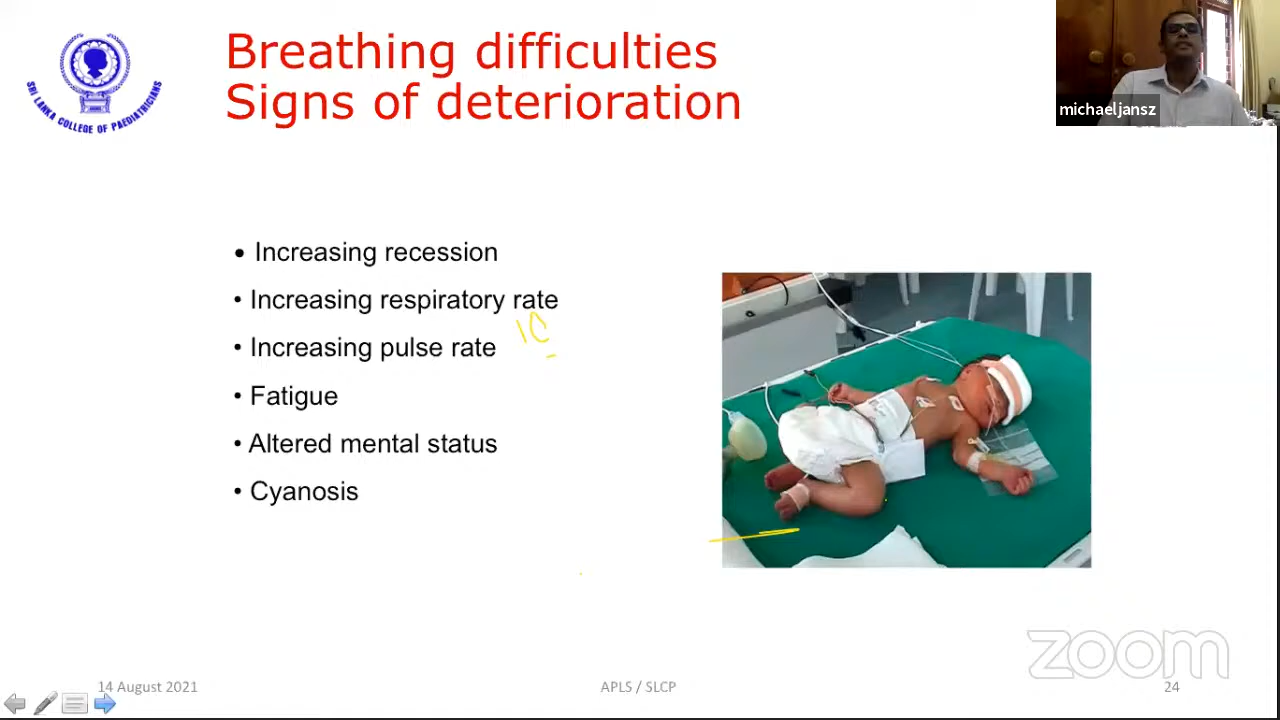 Breathing difficulties
Signs of deterioration
SRI LANKA COLLEGE OF PAEDIATRICIANS
michaeljansz
• Increasing recession
• Increasing respiratory rate
• Increasing pulse rate
• Fatigue
• Altered mental status
• Cyanosis
zoom
14 August 2021
APLS / SLCP
24